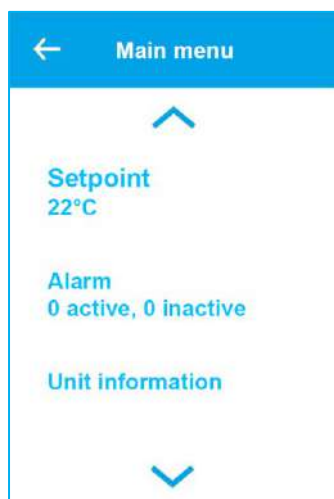 Main menu
Setpoint
22°C
Alarm
0 active, 0 inactive
Unit information